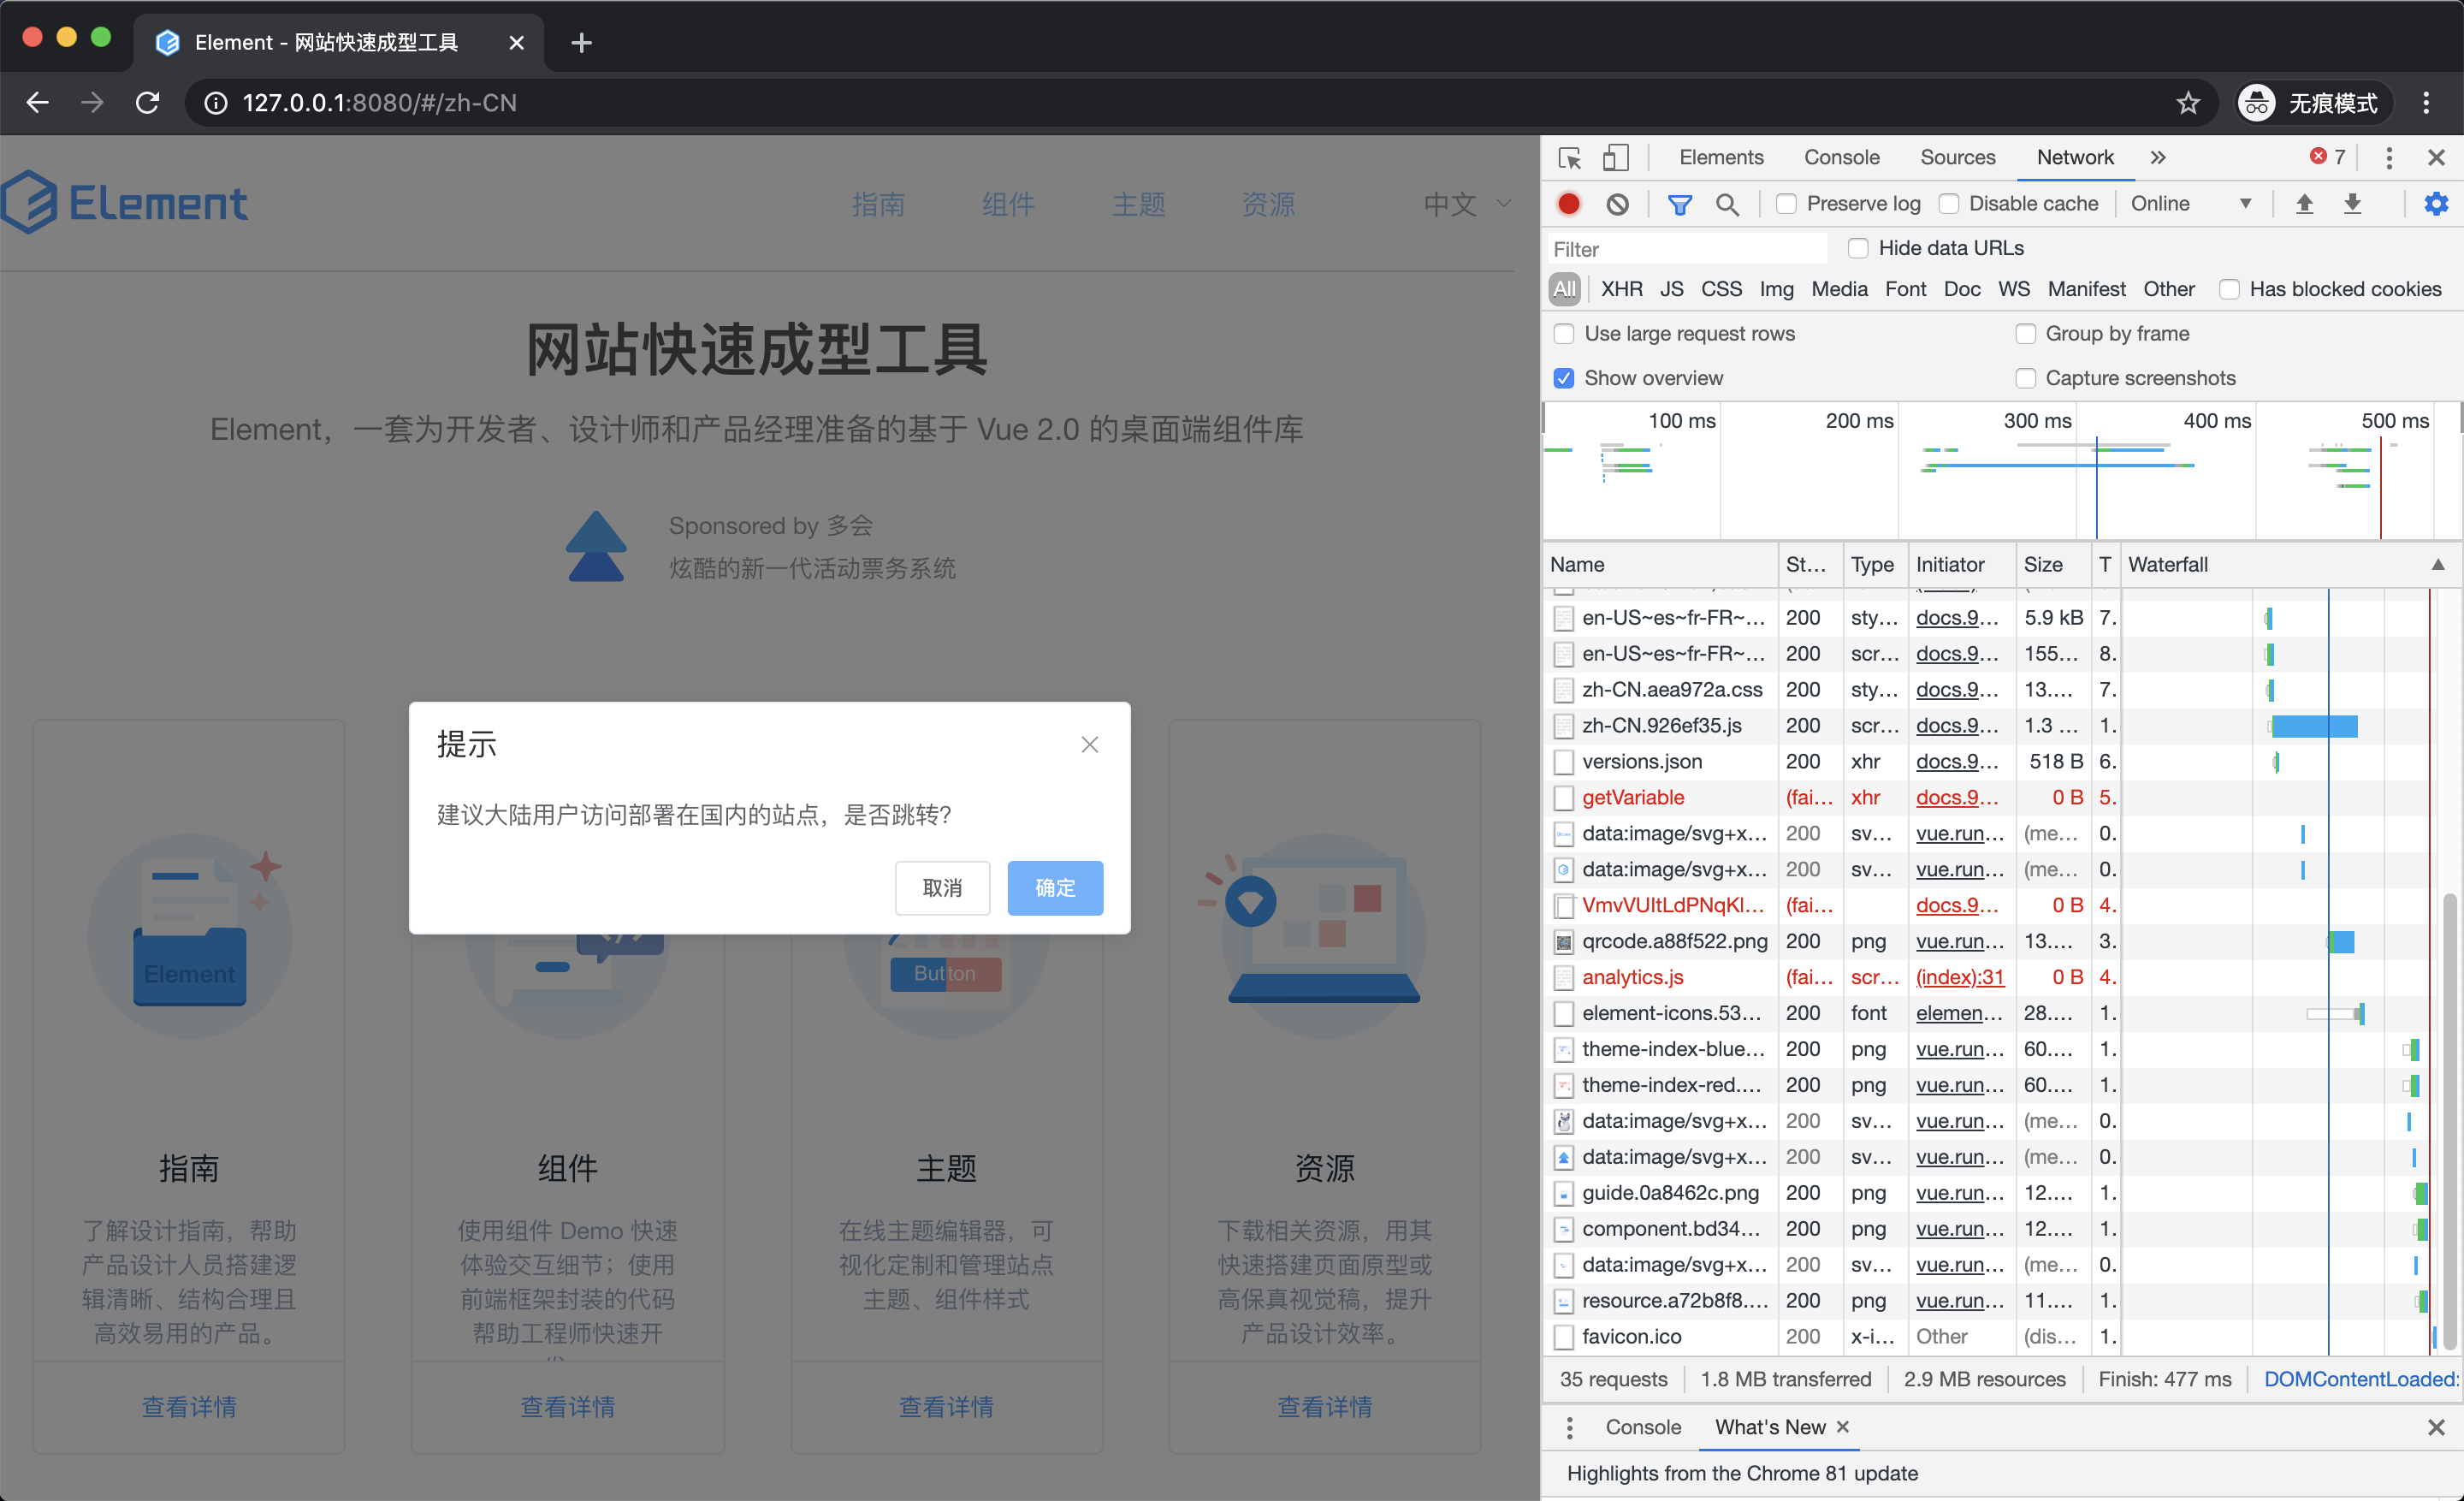 Element - 网站快速成型工具
127.0.0.1:8080/#/zh-CN
无痕模式
Element
指南
组件
主题
资源
中文
网站快速成型工具
Element，一套为开发者、设计师和产品经理准备的基于 Vue 2.0 的桌面端组件库
Sponsored by 多会
炫酷的新一代活动票务系统
提示
建议大陆用户访问部署在国内的站点，是否跳转?
取消
确定
Element
Button
指南
了解设计指南，帮助
产品设计人员搭建逻
辑清晰、结构合理且
高效易用的产品。
查看详情
组件
使用组件 Demo 快速
体验交互细节；使用
前端框架封装的代码
帮助工程师快速开
查看详情
主题
在线主题编辑器，可
视化定制和管理站点
主题、组件样式
查看详情
资源
下载相关资源，用其
快速搭建页面原型或
高保真视觉稿，提升
产品设计效率。
查看详情
Elements Console Sources Network 7
Preserve log Disable cache Online
Filter Hide data URLs
All XHR JS CSS Img Media Font Doc WS Manifest Other Has blocked cookies
Use large request rows Group by frame
Show overview Capture screenshots
100 ms 200 ms 300 ms 400 ms 500 ms
Name St... Type Initiator Size T Waterfall
en-US~es~fr-FR~... 200 sty... docs.9... 5.9 kB 7.
en-US~es~fr-FR~... 200 scr... docs.9... 155... 8.
zh-CN.aea972a.css 200 sty... docs.9... 13.... 7.
zh-CN.926ef35.js 200 scr... docs.9... 1.3 ... 1.
versions.json 200 xhr docs.9... 518 B 6.
getVariable (fai... xhr docs.9... 0 B 5.
data:image/svg+x... 200 sv... vue.run... (me... 0.
data:image/svg+x... 200 sv... vue.run... (me... 0.
(fai... docs.9... 0 B 4.
qrcode.a88f522.png 200 png vue.run... 13.... 3.
analytics.js (fai... scr... (index):31 0 B 4.
element-icons.53... 200 font elemen... 28.... 1.
theme-index-blue... 200 png vue.run... 60.... 1.
theme-index-red.... 200 png vue.run... 60.... 1.
data:image/svg+x... 200 sv... vue.run... (me... 0.
data:image/svg+x... 200 sv... vue.run... (me... 0.
guide.0a8462c.png 200 png vue.run... 12.... 1.
component.bd34... 200 png vue.run... 12.... 1.
data:image/svg+x... 200 sv... vue.run... (me... 0.
resource.a72b8f8.... 200 png vue.run... 11.... 1.
favicon.ico 200 x-i... Other (dis... 1.
35 requests 1.8 MB transferred 2.9 MB resources Finish: 477 ms DOMContentLoaded:
Console What's New
Highlights from the Chrome 81 update